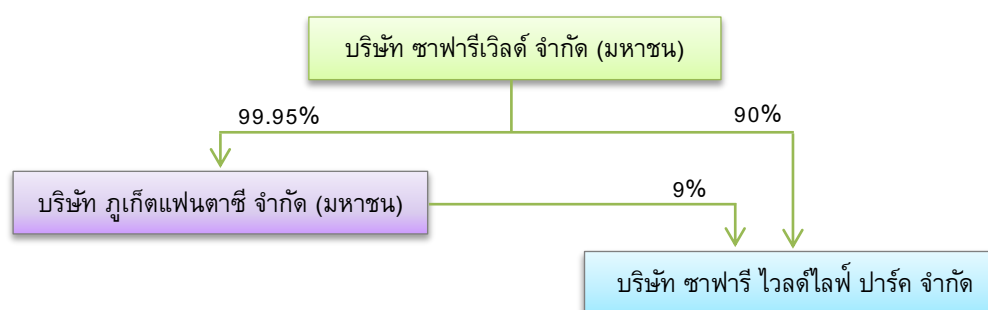 บริษัท ซาฟารีเวิลด์ จำกัด (มหาชน)
99.95%
90%
บริษัท ภูเก็ตแฟนตาซี จำกัด (มหาชน)
9%
บริษัท ซาฟารี ไวลด์ไลฟ์ ปาร์ค จำกัด